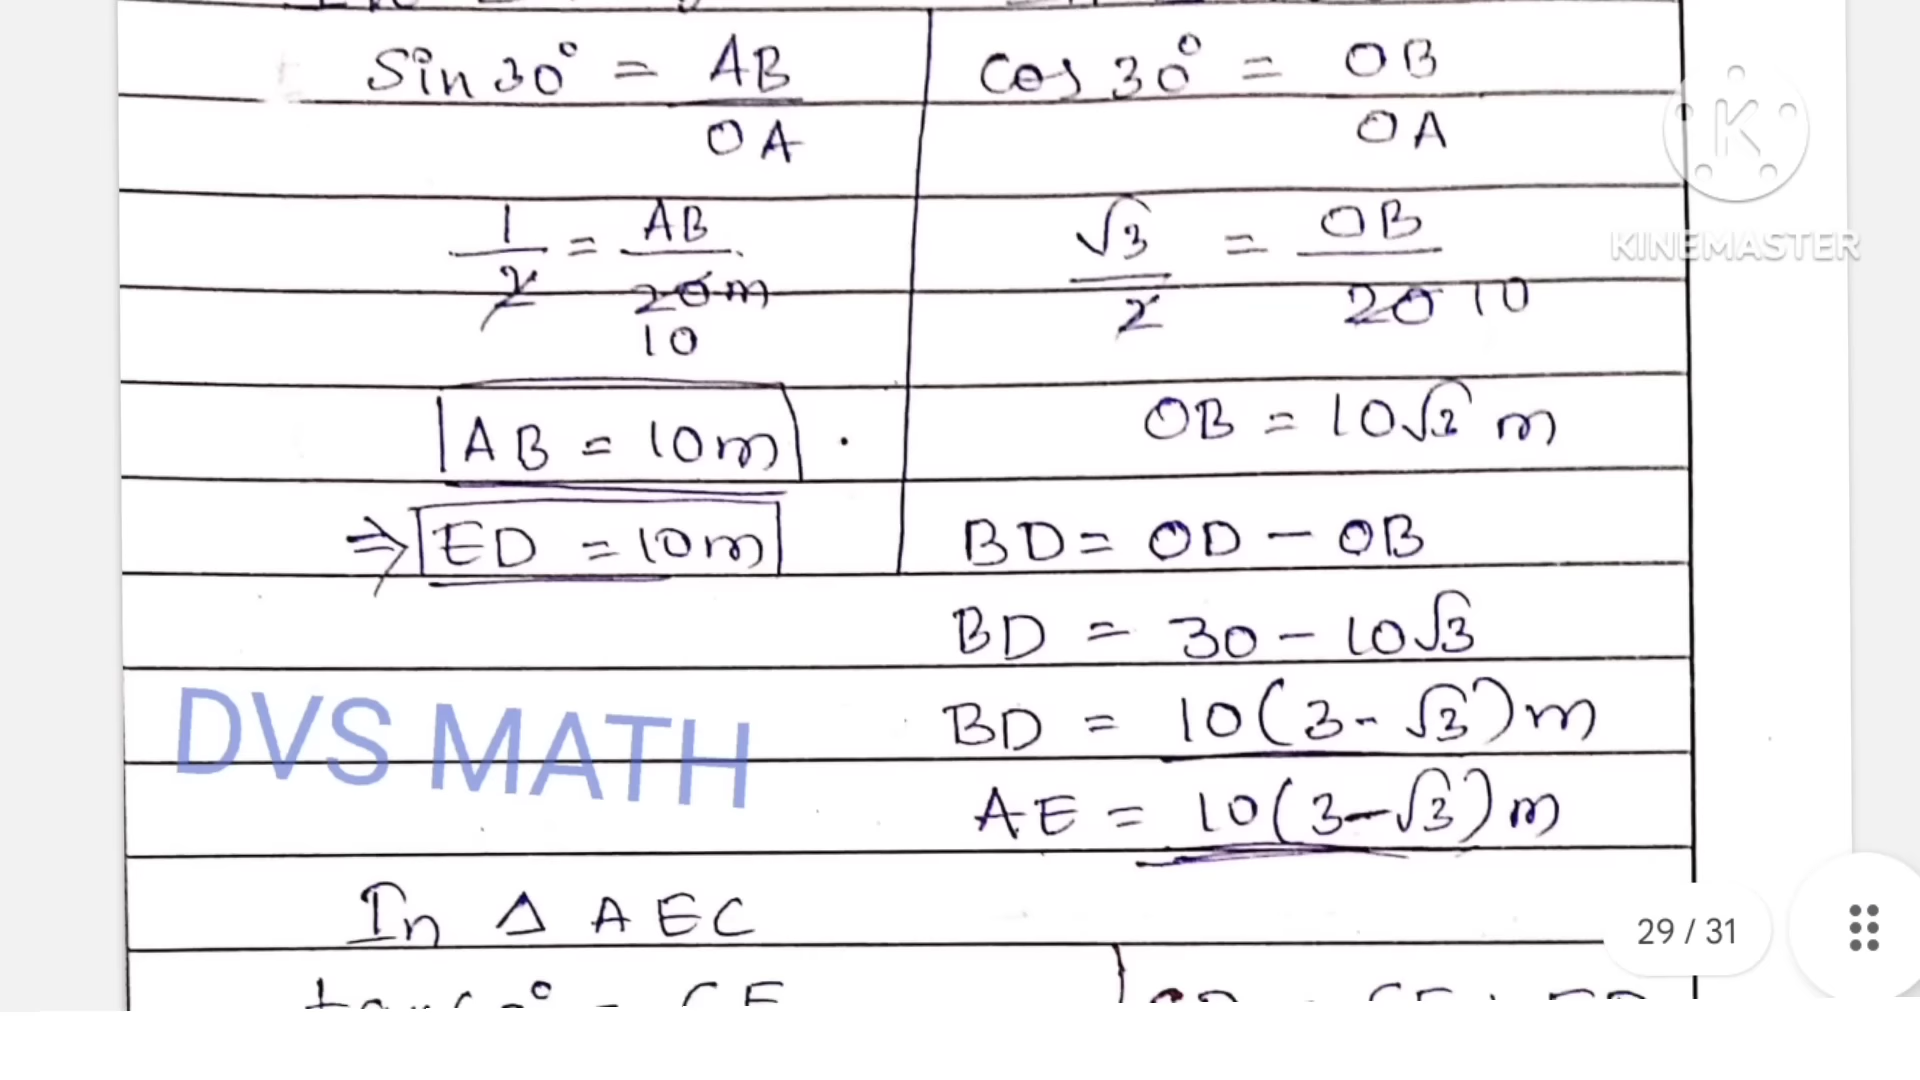 Sin 30° = AB / OA
Cos 30° = OB / OA
1/2 = AB / 20m
10
√3/2 = OB / 20 10
AB = 10m .
OB = 10√3 m
⇒ ED = 10m
BD = OD - OB
BD = 30 - 10√3
BD = 10(3-√3)m
AE = 10(3-√3)m
In Δ AEC
KINEMASTER
DVS MATH
29 / 31